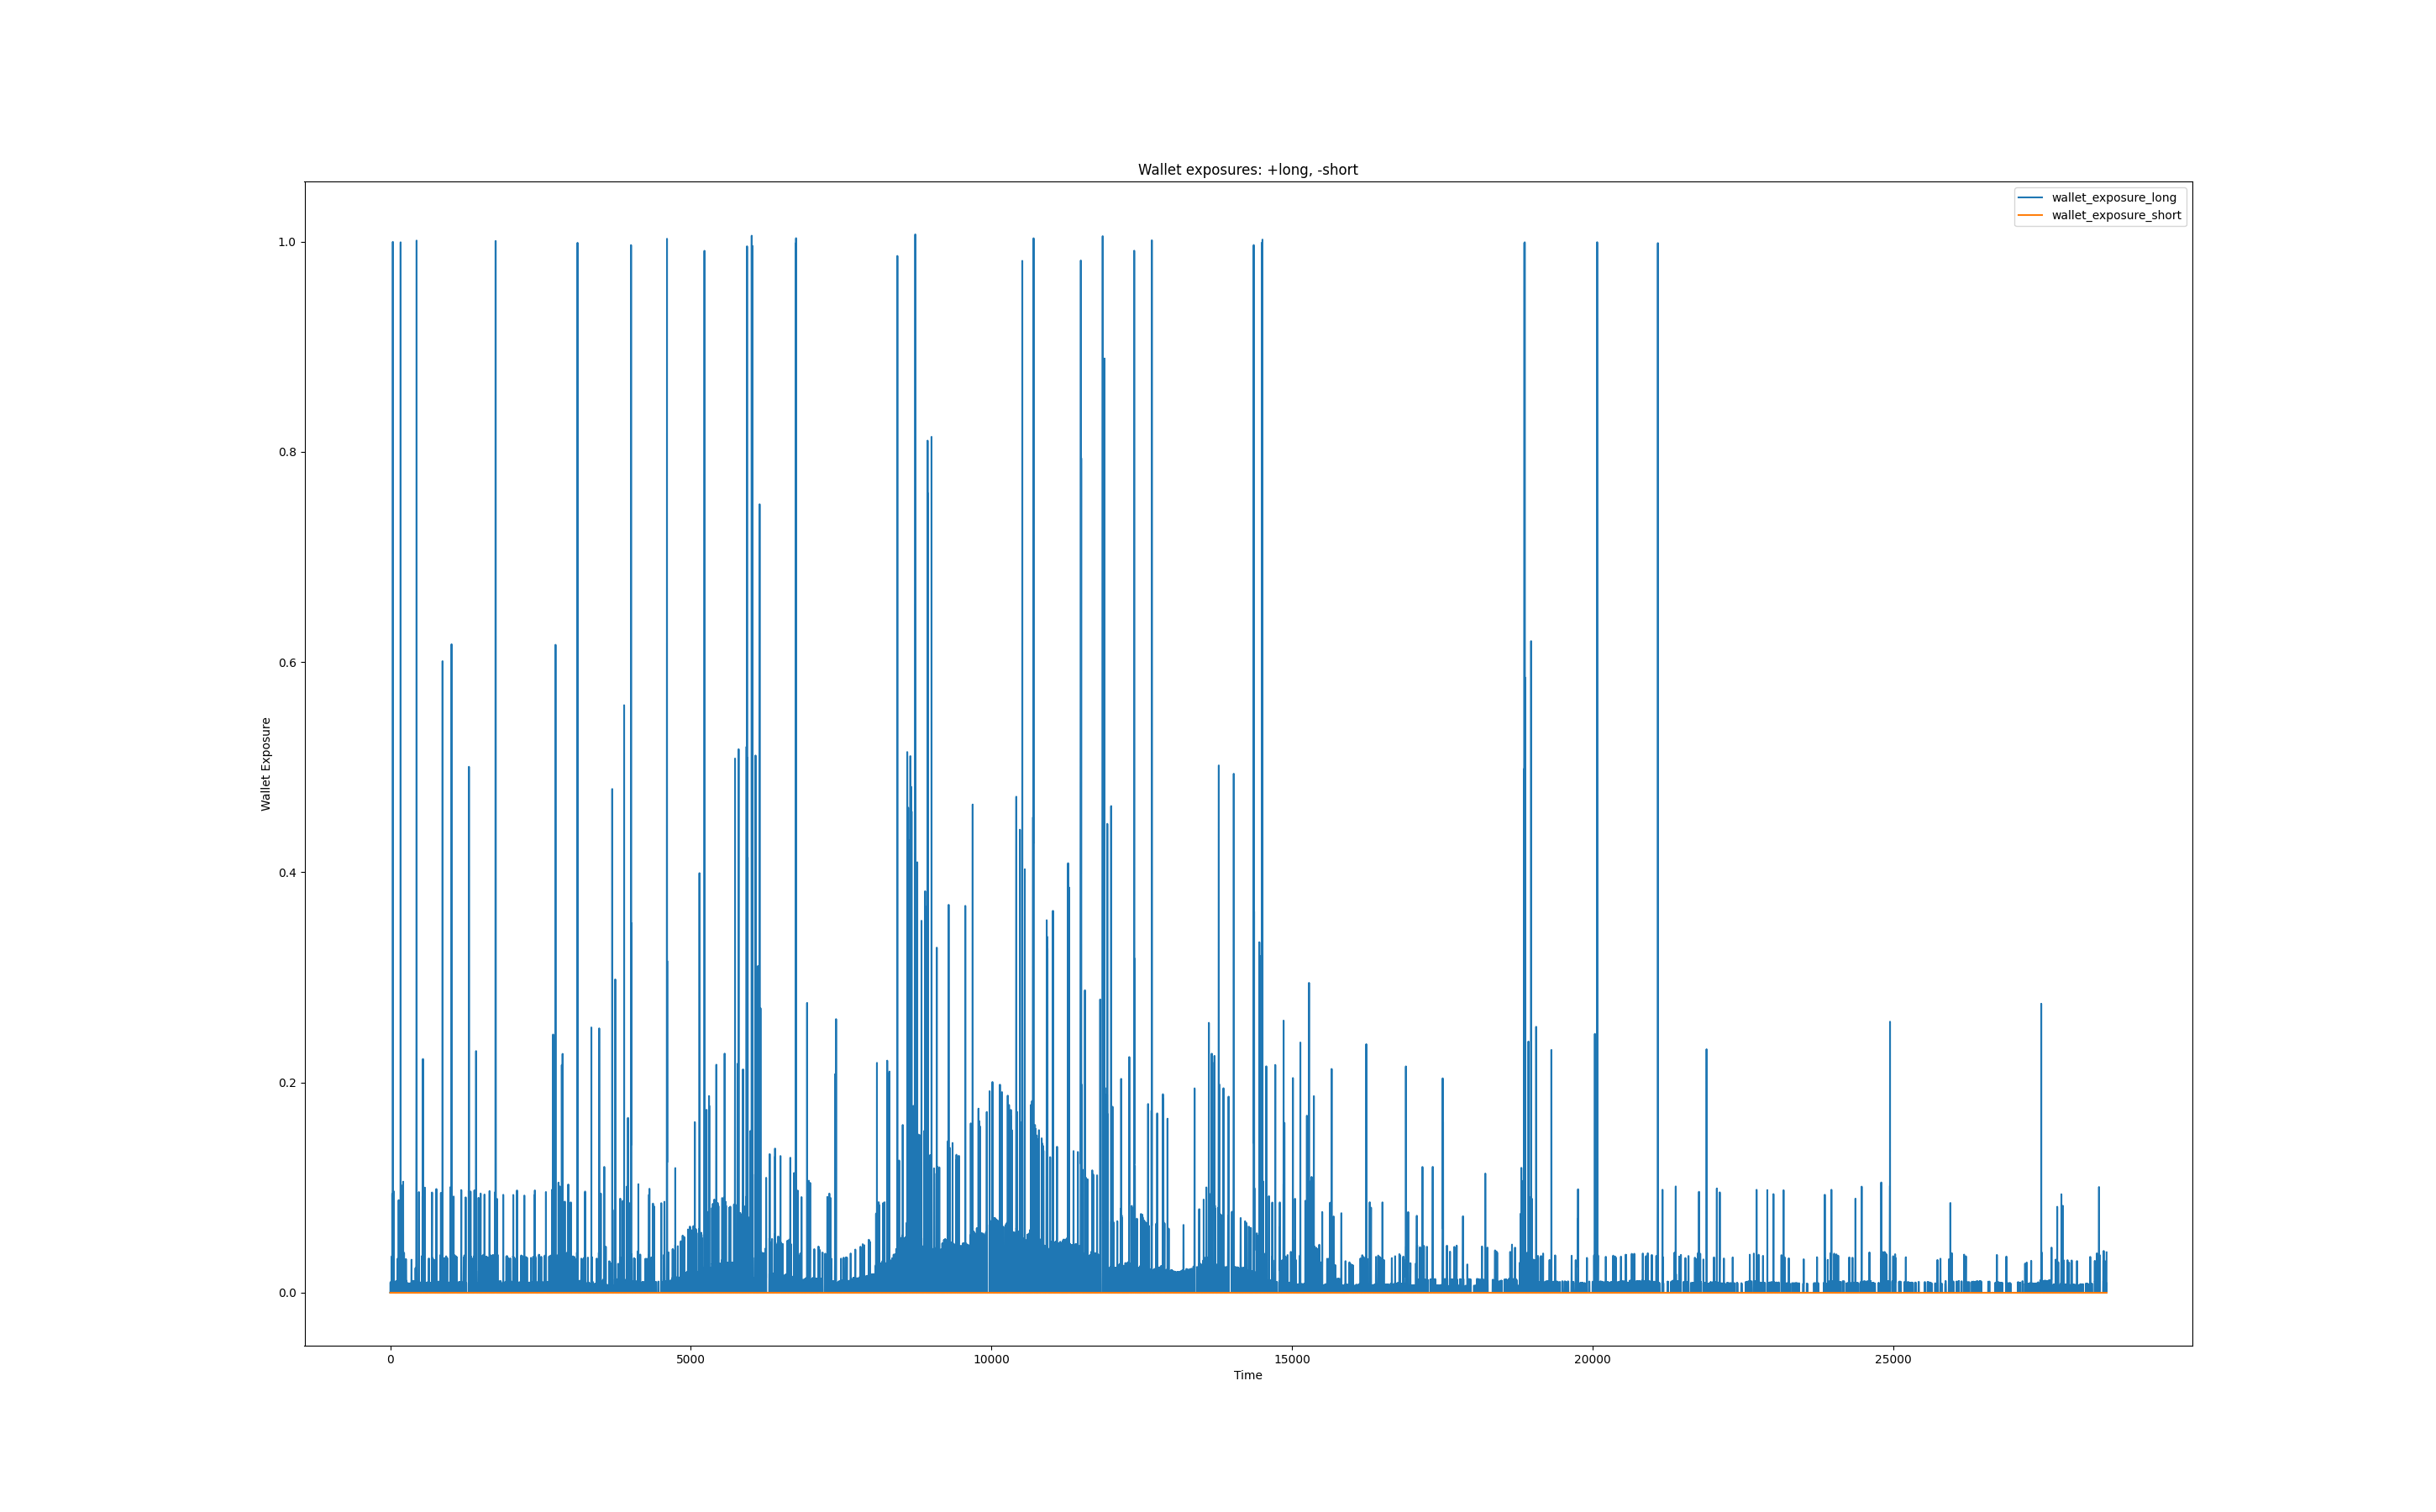 Wallet exposures: +long, -short
wallet_exposure_long
wallet_exposure_short
1.0
0.8
0.6
0.4
0.2
0.0
Wallet Exposure
0 5000 10000 15000 20000 25000
Time